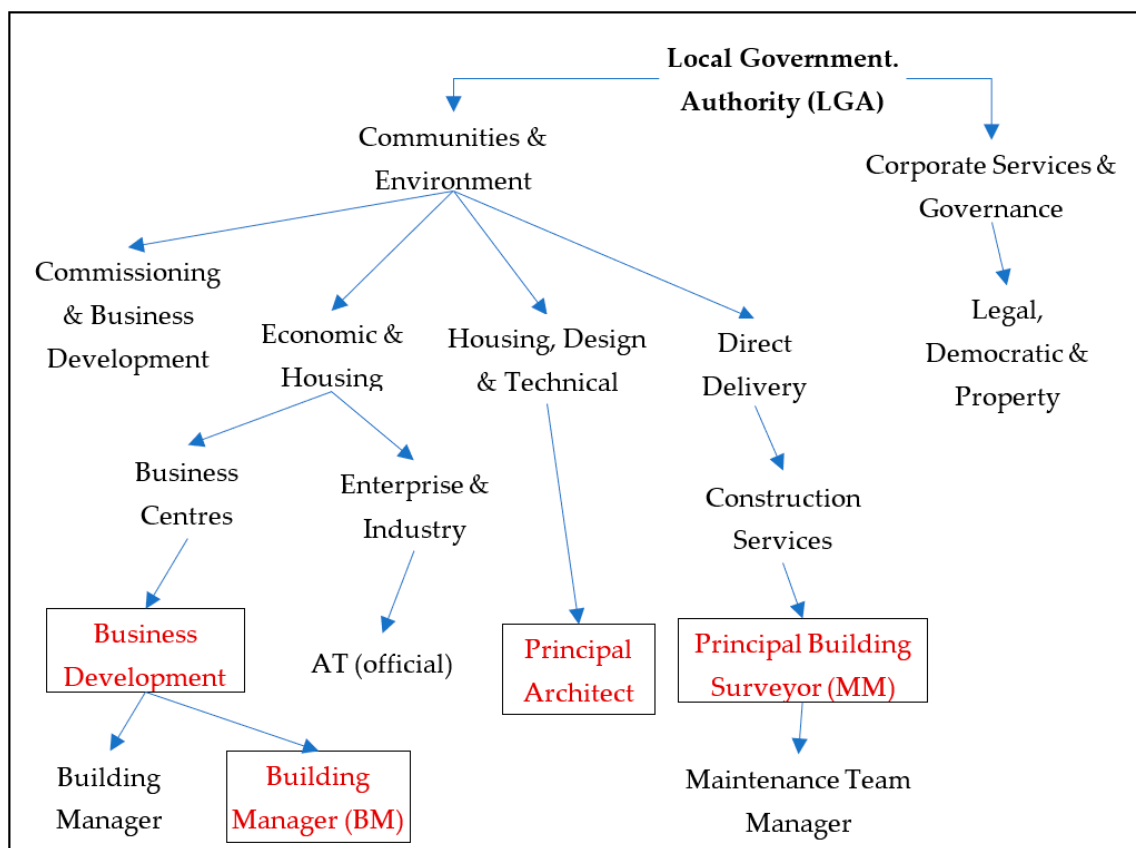 Local Government.
Authority (LGA)
Communities &
Environment
Corporate Services &
Governance
Commissioning
& Business
Development
Economic &
Housing
Housing, Design
& Technical
Direct
Delivery
Legal,
Democratic &
Property
Business
Centres
Enterprise &
Industry
Construction
Services
Business
Development
AT (official)
Principal
Architect
Principal Building
Surveyor (MM)
Building
Manager
Building
Manager (BM)
Maintenance Team
Manager